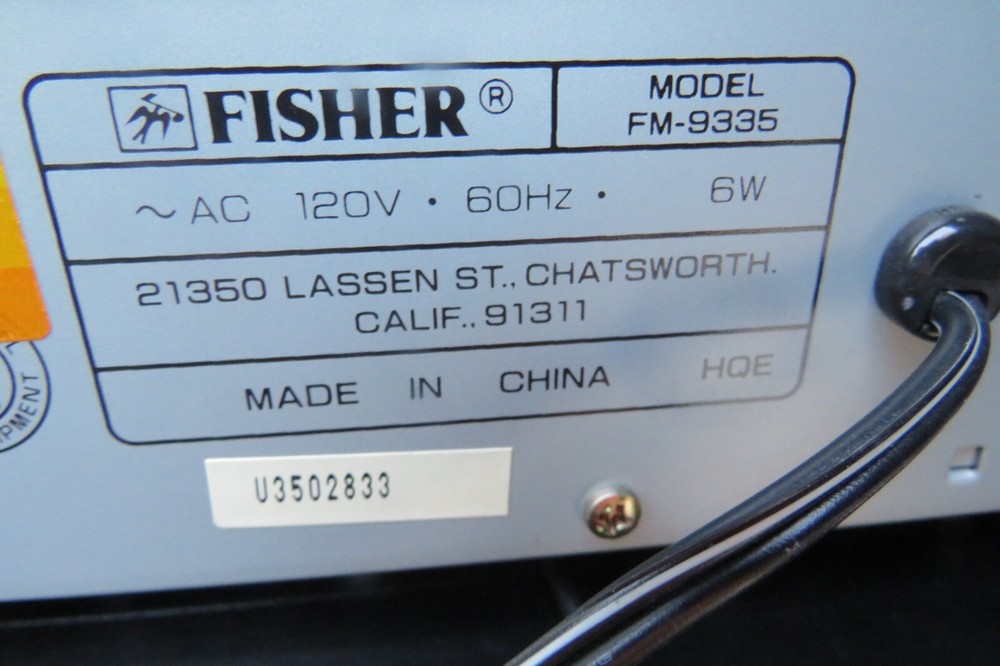 FISHER ®
MODEL
FM-9335
~ AC 120V · 60Hz · 6W
21350 LASSEN ST., CHATSWORTH.
CALIF., 91311
MADE IN CHINA HQE
U3502833